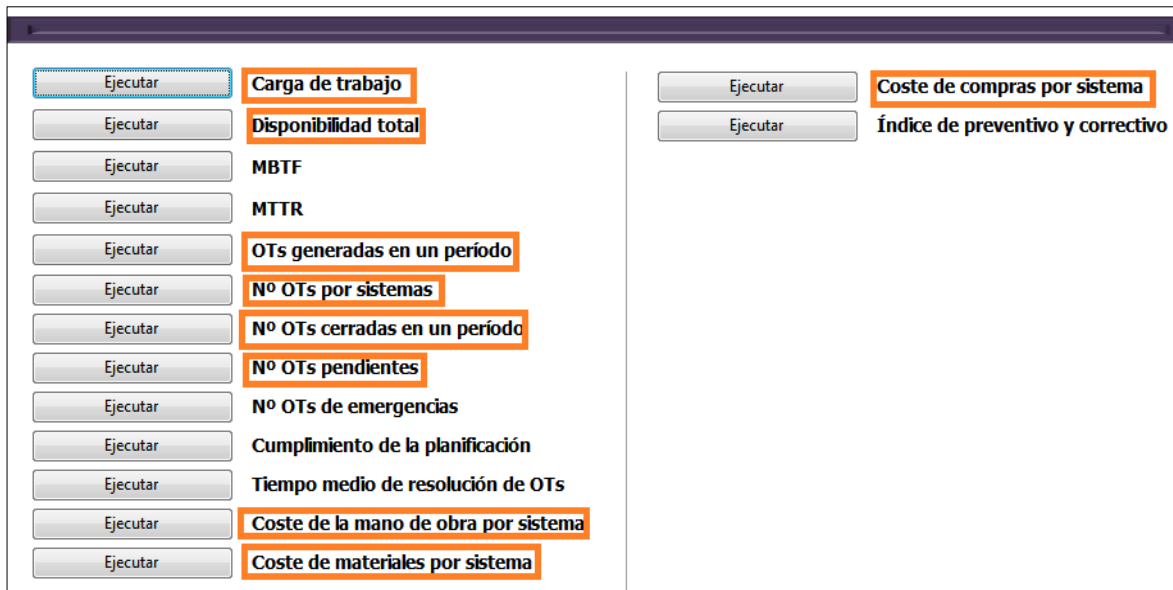 Ejecutar Carga de trabajo
Ejecutar Disponibilidad total
Ejecutar MBTF
Ejecutar MTTR
Ejecutar OTs generadas en un período
Ejecutar Nº OTs por sistemas
Ejecutar Nº OTs cerradas en un período
Ejecutar Nº OTs pendientes
Ejecutar Nº OTs de emergencias
Ejecutar Cumplimiento de la planificación
Ejecutar Tiempo medio de resolución de OTs
Ejecutar Coste de la mano de obra por sistema
Ejecutar Coste de materiales por sistema
Ejecutar Coste de compras por sistema
Ejecutar Índice de preventivo y correctivo